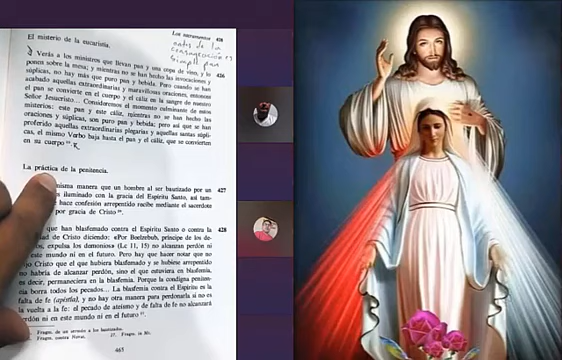 El misterio de la eucaristía.
Los sacramentos 421
antes de la
consagración es
simple pan
Verás a los ministros que llevan pan y una copa de vino, y lo
ponen sobre la mesa; y mientras no se han hecho las invocaciones y 426
súplicas, no hay más que puro pan y bebida. Pero cuando se han
acabado aquellas extraordinarias y maravillosas oraciones, entonces
el pan se convierte en el cuerpo y el cáliz en la sangre de nuestro
Señor Jesucristo... Consideremos el momento culminante de estos
misterios: este pan y este cáliz, mientras no se han hecho las
oraciones y súplicas, son puro pan y bebida; pero así que se han
proferido aquellas extraordinarias plegarias y aquellas santas súpli-
cas, el mismo Verbo baja hasta el pan y el cáliz, que se convierten
en su cuerpo
La práctica de la penitencia.
misma manera que un hombre al ser bautizado por un 427
iluminado con la gracia del Espíritu Santo, así tam-
hace confesión arrepentido recibe mediante el sacerdote
por gracia de Cristo
que han blasfemado contra el Espíritu Santo o contra la 428
de Cristo diciendo: «Por Beelzebub, príncipe de los de-
expulsa los demonios» (Lc 11, 15) no alcanzan perdón ni
este mundo ni en el futuro. Pero hay que hacer notar que no
Cristo que el que hubiera blasfemado y se hubiese arrepentido
habría de alcanzar perdón, sino el que estuviera en blasfemia,
es decir, permaneciera en la blasfemia. Porque la condigna peniten-
cia borra todos los pecados... La blasfemia contra el Espíritu es la
falta de fe (apistía), y no hay otra manera para perdonarla si no es
la vuelta a la fe: el pecado de ateísmo y de falta de fe no alcanzará
perdón ni en este mundo ni en el futuro
Fragm. de un sermón a los bautizados.
Fragm. contra Novac. 27. Fragm. in Mt.
465